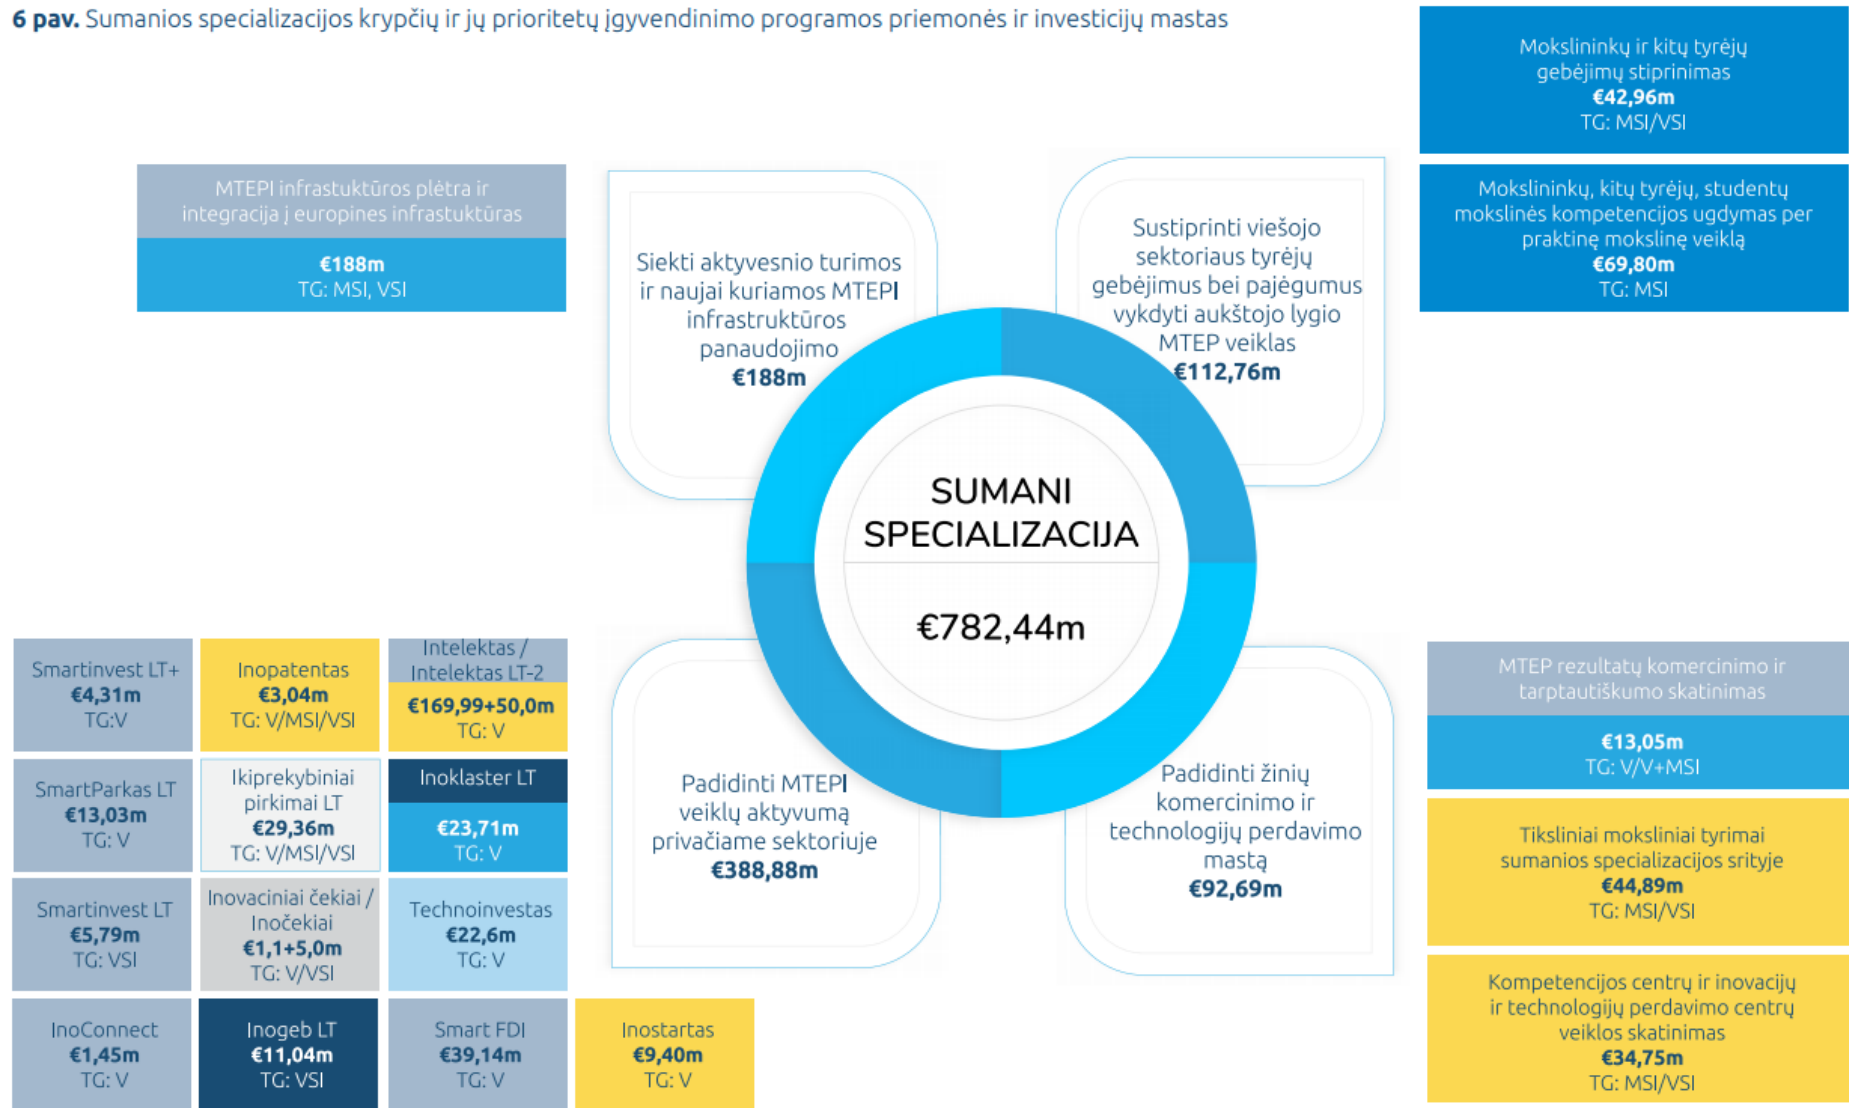 6 pav. Sumanios specializacijos krypčių ir jų prioritetų įgyvendinimo programos priemonės ir investicijų mastas
Mokslininkų ir kitų tyrėjų
gebėjimų stiprinimas
€42,96m
TG: MSI/VSI
MTEPI infrastuktūros plėtra ir
integracija į europines infrastuktūras
€188m
TG: MSI, VSI
Siekti aktyvesnio turimos
ir naujai kuriamos MTEPI
infrastruktūros
panaudojimo
€188m
Sustiprinti viešojo
sektoriaus tyrėjų
gebėjimus bei pajėgumus
vykdyti aukštojo lygio
MTEP veiklas
€112,76m
Mokslininkų, kitų tyrėjų, studentų
mokslinės kompetencijos ugdymas per
praktinę mokslinę veiklą
€69,80m
TG: MSI
SUMANI
SPECIALIZACIJA
€782,44m
Smartinvest LT+
€4,31m
TG:V
Inopatentas
€3,04m
TG: V/MSI/VSI
Intelektas /
Intelektas LT-2
€169,99+50,0m
TG: V
SmartParkas LT
€13,03m
TG: V
Ikiprekybiniai
pirkimai LT
€29,36m
TG: V/MSI/VSI
Inoklaster LT
€23,71m
TG: V
Smartinvest LT
€5,79m
TG: VSI
Inovaciniai čekiai /
Inočekiai
€1,1+5,0m
TG: V/VSI
Technoinvestas
€22,6m
TG: V
InoConnect
€1,45m
TG: V
Inogeb LT
€11,04m
TG: VSI
Smart FDI
€39,14m
TG: V
Inostartas
€9,40m
TG: V
Padidinti MTEPI
veiklų aktyvumą
privačiame sektoriuje
€388,88m
Padidinti žinių
komercinimo ir
technologijų perdavimo
mastą
€92,69m
MTEP rezultatų komercinimo ir
tarptautiškumo skatinimas
€13,05m
TG: V/V+MSI
Tiksliniai moksliniai tyrimai
sumanios specializacijos srityje
€44,89m
TG: MSI/VSI
Kompetencijos centrų ir inovacijų
ir technologijų perdavimo centrų
veiklos skatinimas
€34,75m
TG: MSI/VSI